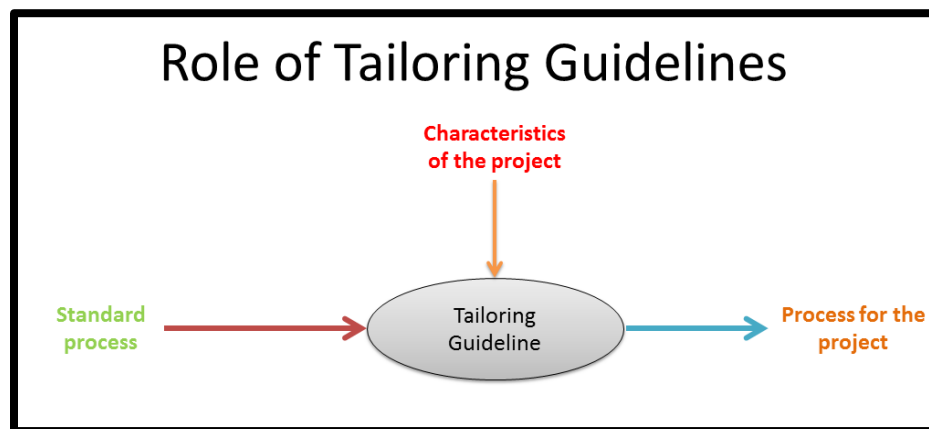 Role of Tailoring Guidelines
Characteristics
of the project
Standard
process
Tailoring
Guideline
Process for the
project